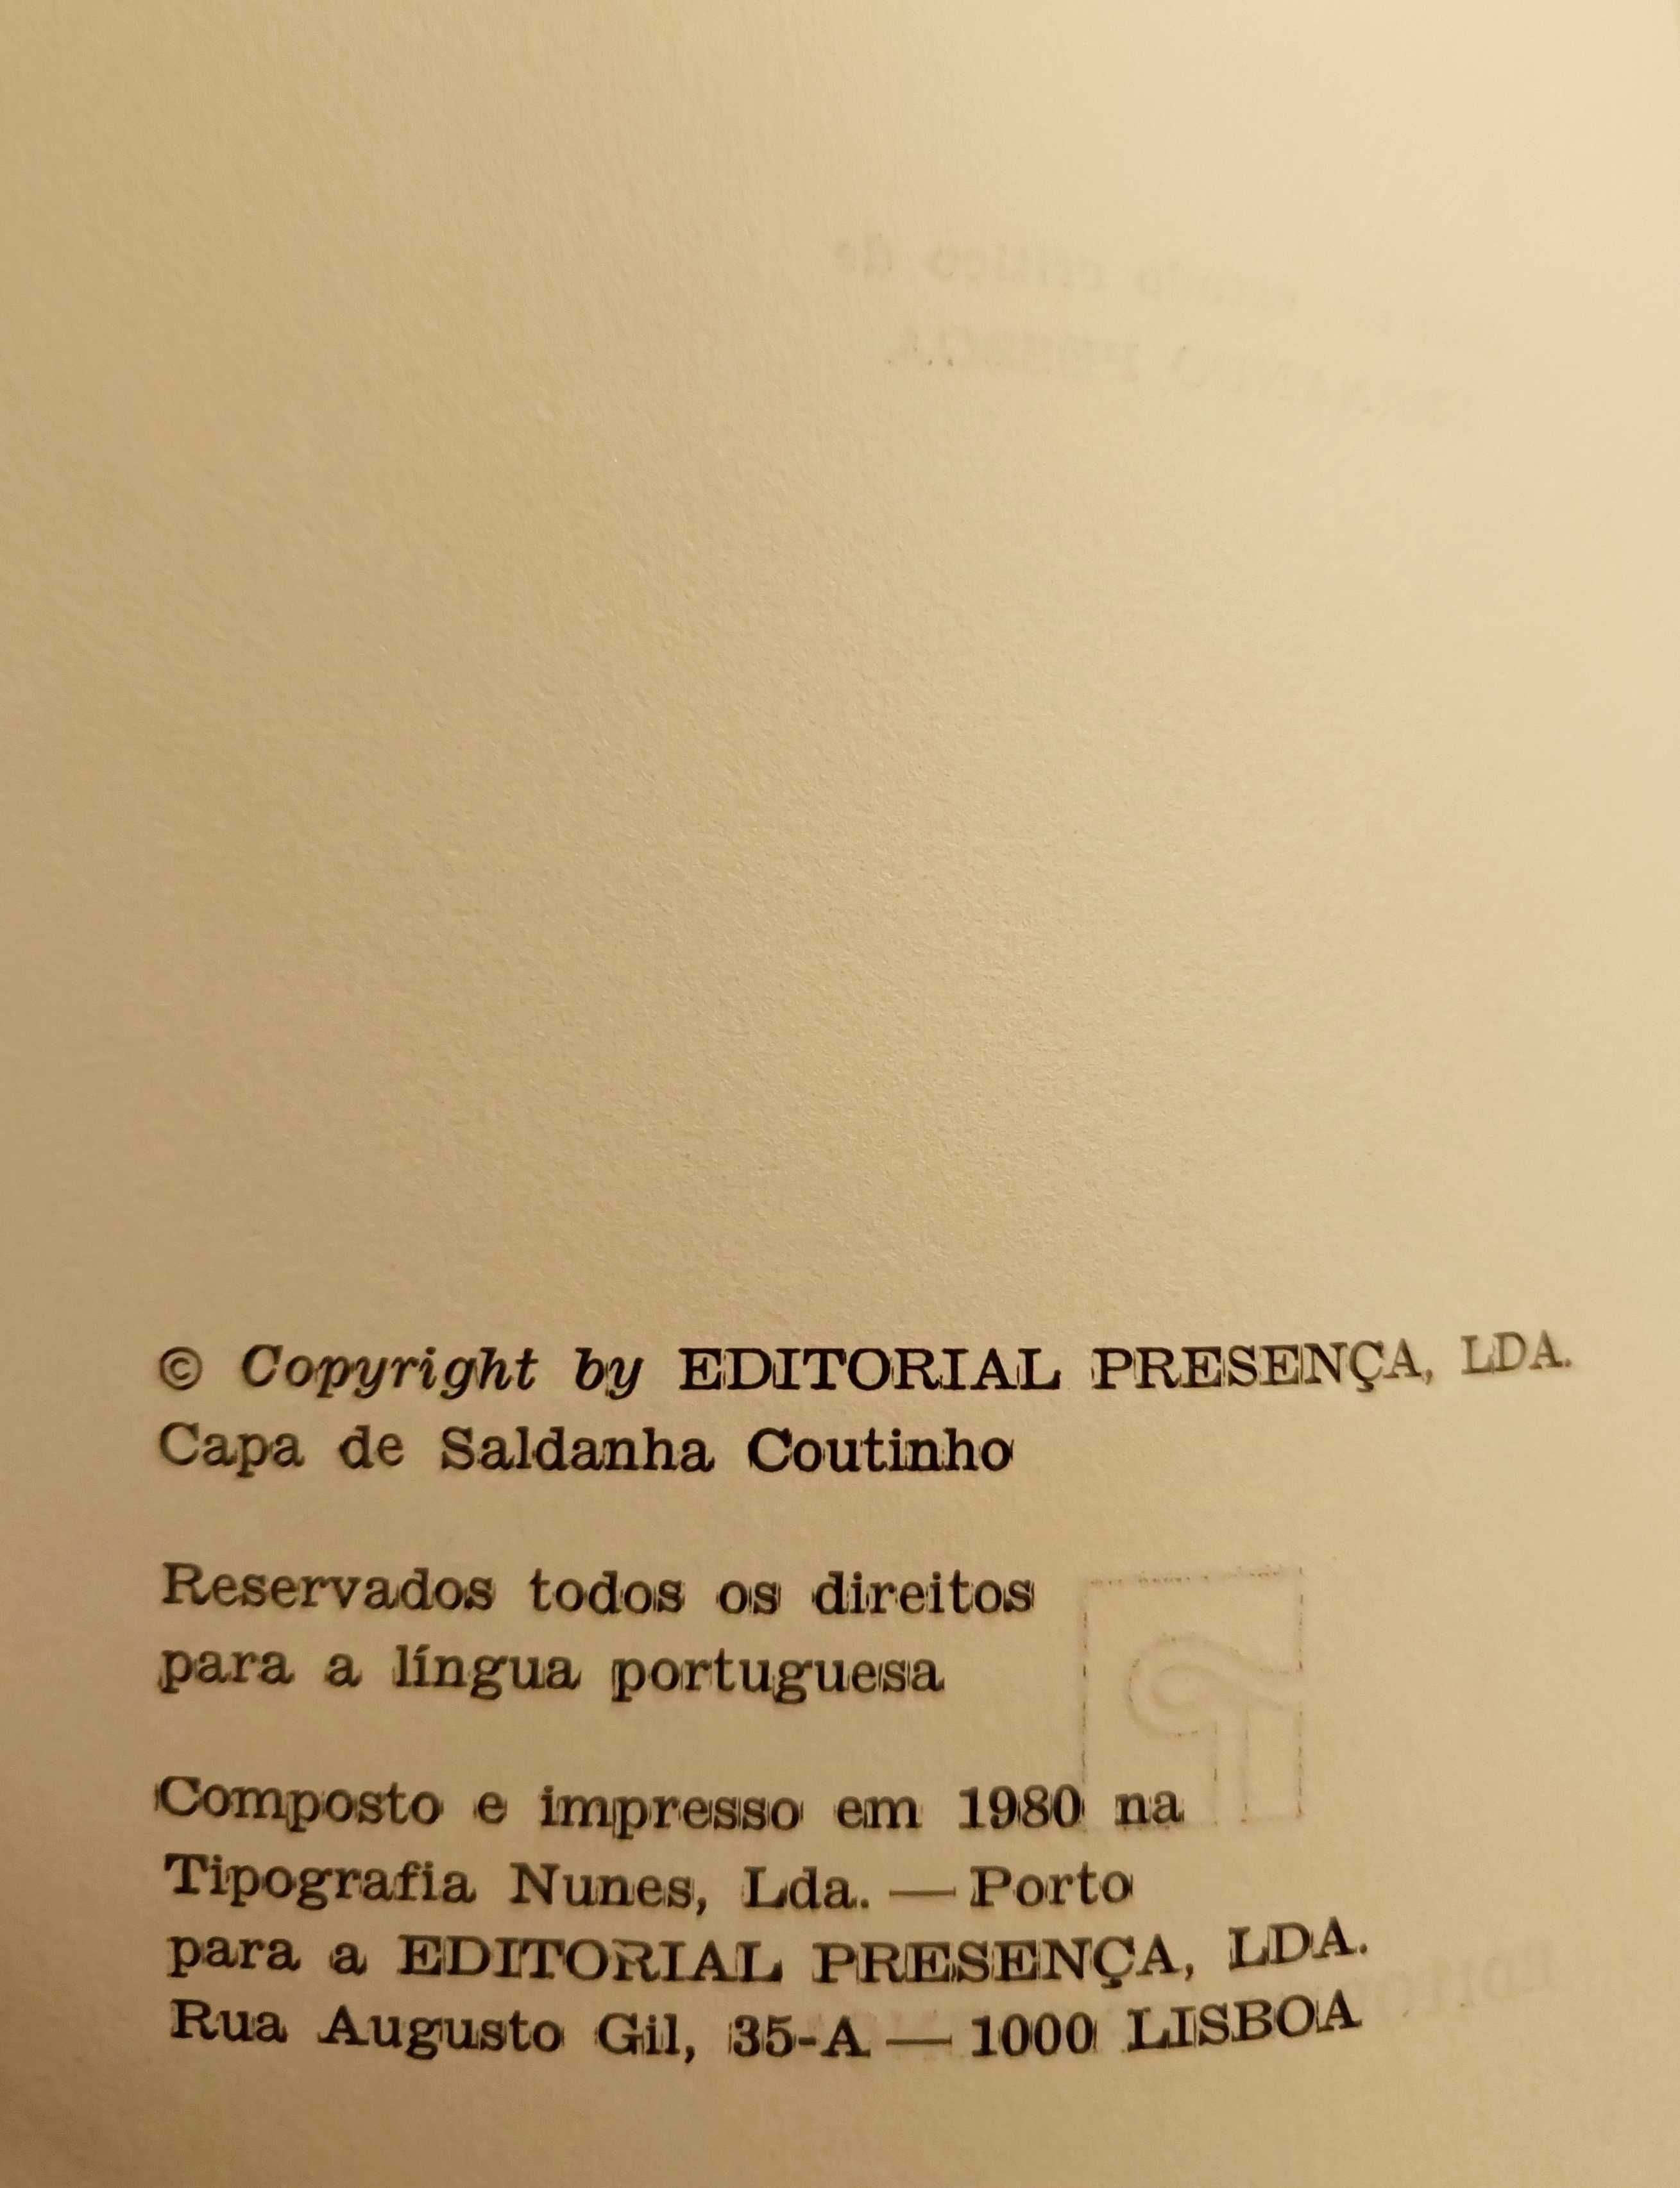 © Copyright by EDITORIAL PRESENÇA, LDA.
Capa de Saldanha Coutinho
Reservados todos os direitos
para a língua portuguesa
Composto e impresso em 1980 na
Tipografia Nunes, Lda. — Porto
para a EDITORIAL PRESENÇA, LDA.
Rua Augusto Gil, 35-A — 1000 LISBOA